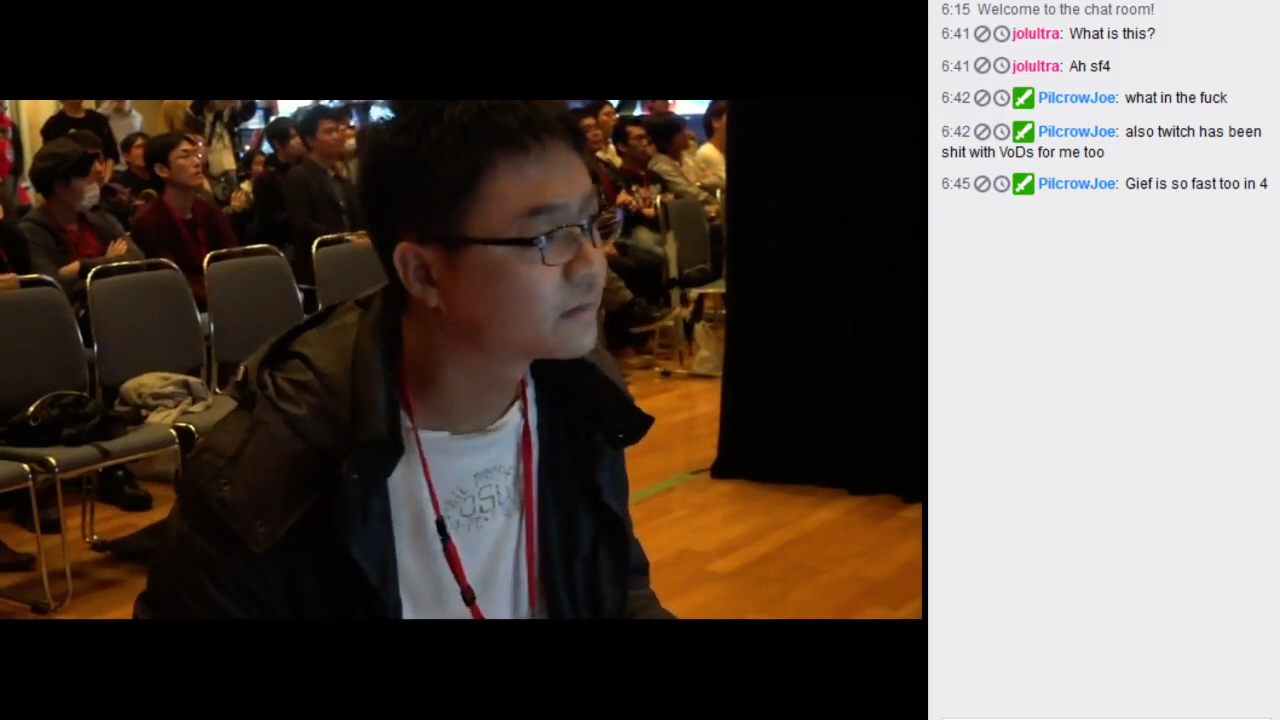 6:15 Welcome to the chat room!
6:41 jolultra: What is this?
6:41 jolultra: Ah sf4
6:42 PilcrowJoe: what in the fuck
6:42 PilcrowJoe: also twitch has been
shit with VoDs for me too
6:45 PilcrowJoe: Gief is so fast too in 4